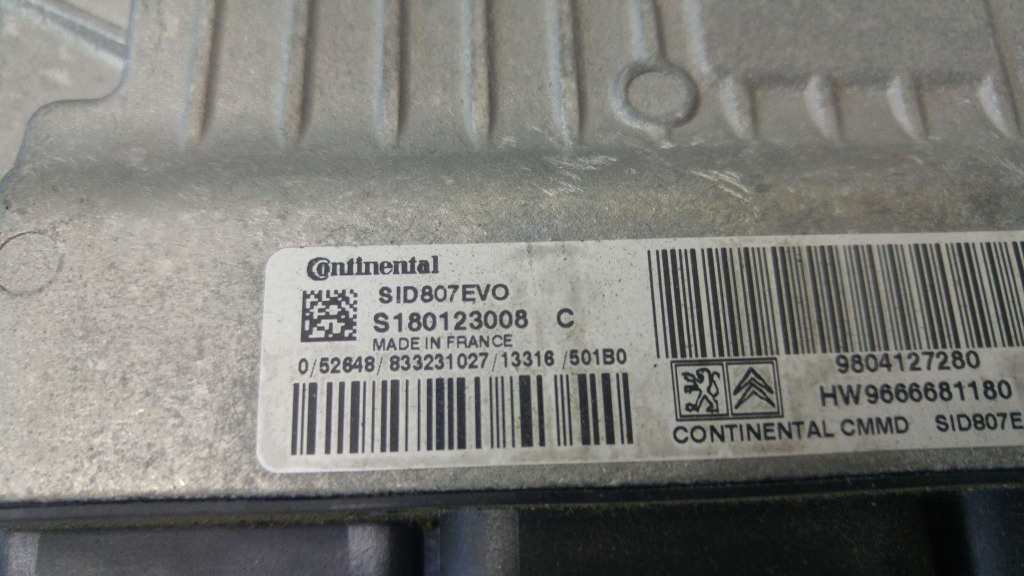 Continental
SID807EVO
S180123008 C
MADE IN FRANCE
0/52648/833231027/13316/501B0
9804127280
HW9666681180
CONTINENTAL CMMD SID807E